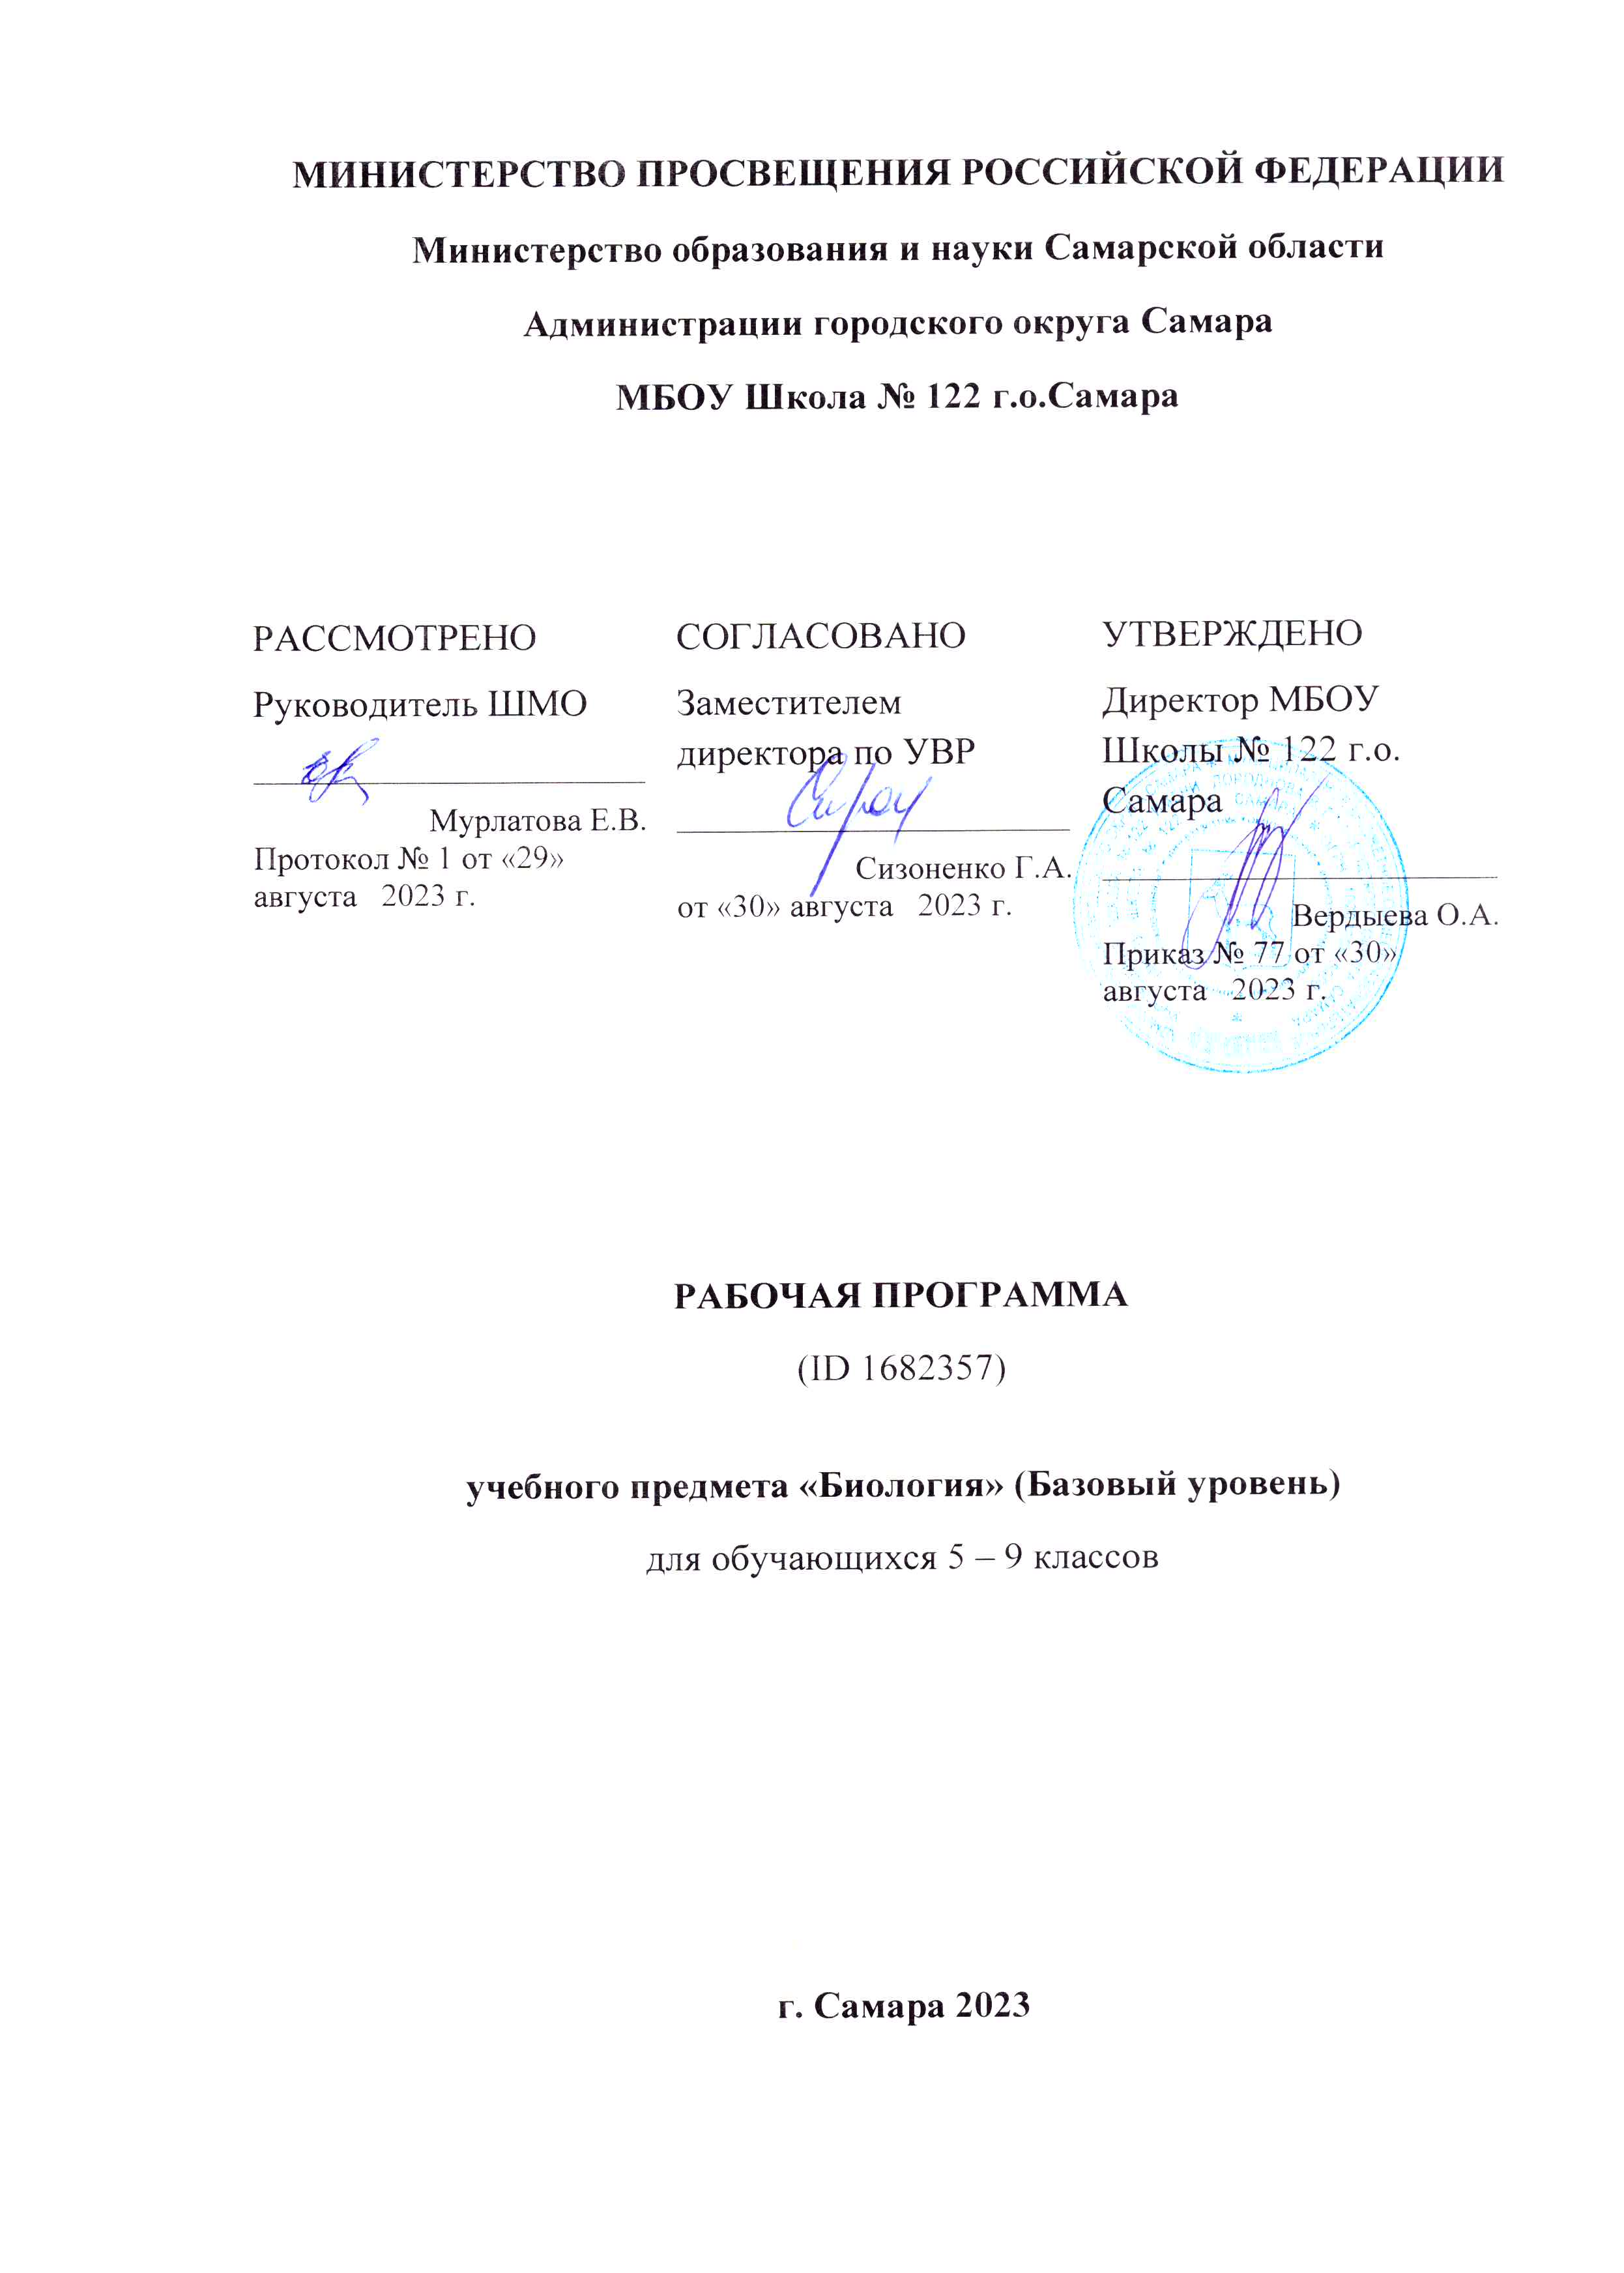 МИНИСТЕРСТВО ПРОСВЕЩЕНИЯ РОССИЙСКОЙ ФЕДЕРАЦИИ
Министерство образования и науки Самарской области
Администрации городского округа Самара
МБОУ Школа № 122 г.о.Самара
РАССМОТРЕНО
Руководитель ШМО
Мурлатова Е.В.
Протокол № 1 от «29»
августа 2023 г.
СОГЛАСОВАНО
Заместителем
директора по УВР
Сизоненко Г.А.
от «30» августа 2023 г.
УТВЕРЖДЕНО
Директор МБОУ
Школы № 122 г.о.
Самара
Вердыева О.А.
Приказ № 77 от «30»
августа 2023 г.
РАБОЧАЯ ПРОГРАММА
(ID 1682357)
учебного предмета «Биология» (Базовый уровень)
для обучающихся 5 – 9 классов
г. Самара 2023